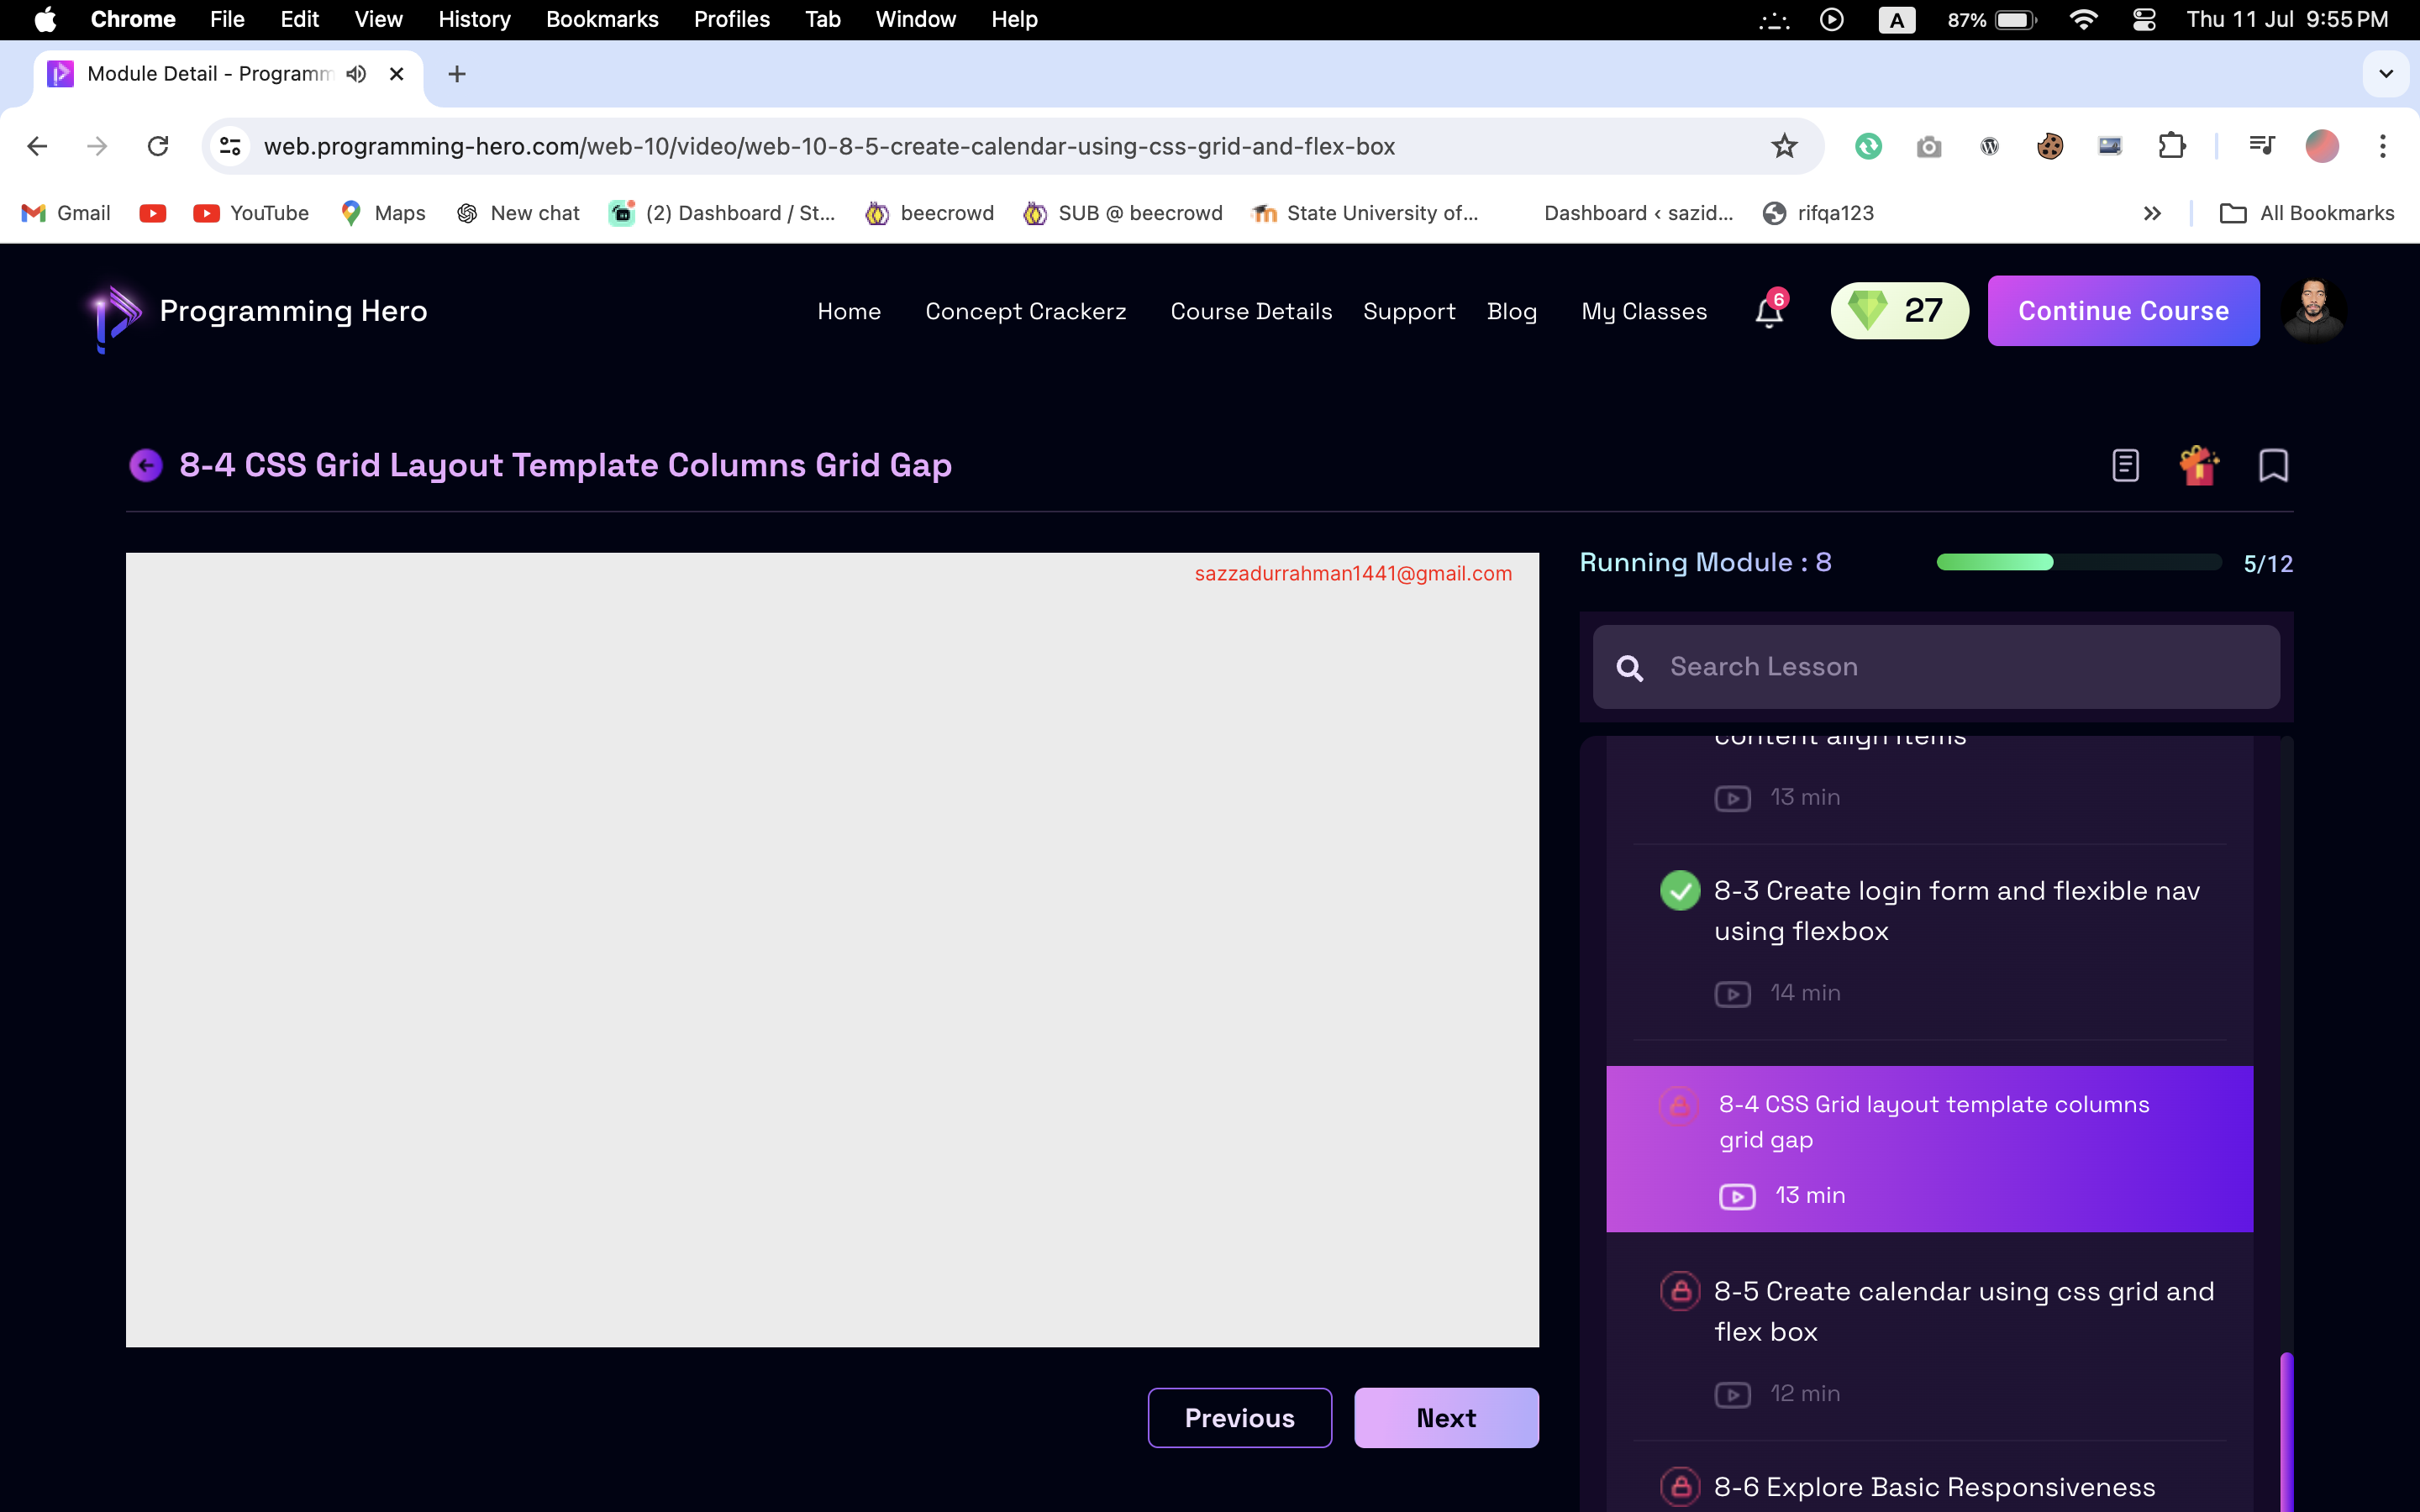 Chrome File Edit View History Bookmarks Profiles Tab Window Help A 87% Thu 11 Jul 9:55 PM
Module Detail - Programm
web.programming-hero.com/web-10/video/web-10-8-5-create-calendar-using-css-grid-and-flex-box
Gmail YouTube Maps New chat (2) Dashboard / St... beecrowd SUB @ beecrowd State University of... Dashboard ‹ sazid... rifqa123 All Bookmarks
Programming Hero Home Concept Crackerz Course Details Support Blog My Classes 6 27 Continue Course
8-4 CSS Grid Layout Template Columns Grid Gap
sazzadurrahman1441@gmail.com
Running Module : 8 5/12
Search Lesson
content align items
13 min
8-3 Create login form and flexible nav
using flexbox
14 min
8-4 CSS Grid layout template columns
grid gap
13 min
8-5 Create calendar using css grid and
flex box
12 min
8-6 Explore Basic Responsiveness
Previous Next